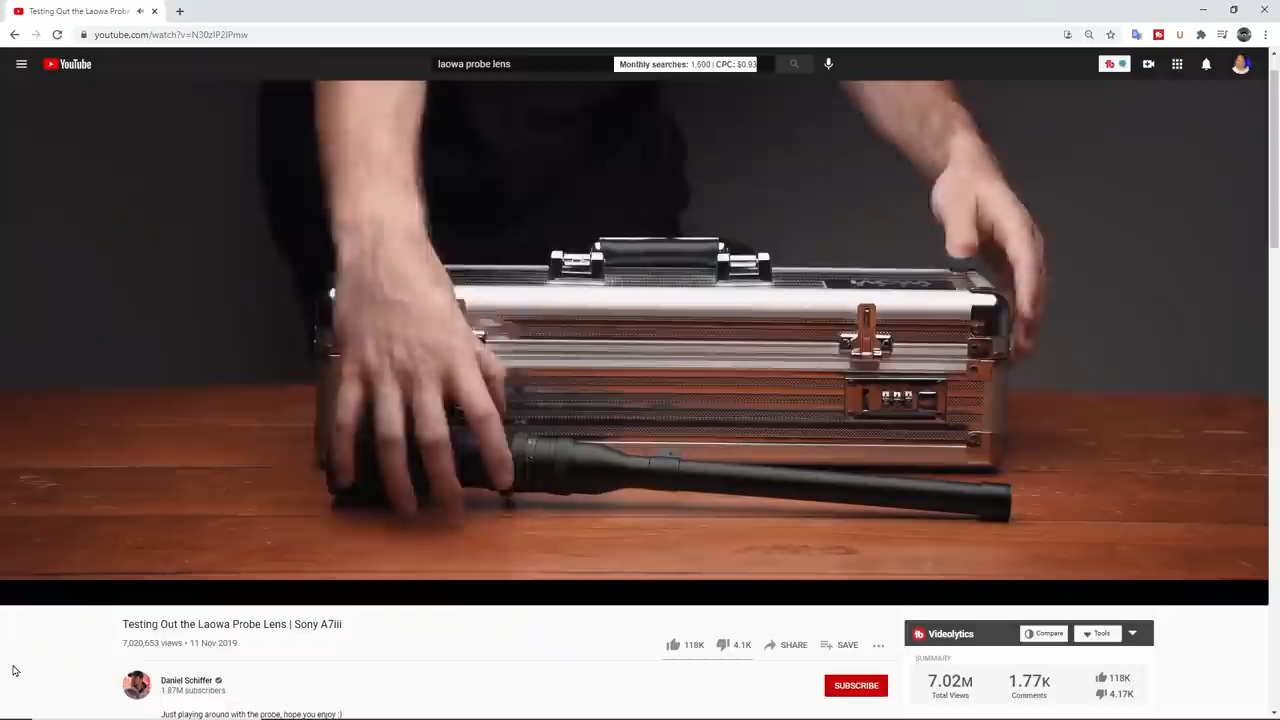 Testing Out the Laowa Probe
youtube.com/watch?v=N30zIP2IPmw
YouTube
laowa probe lens
Monthly searches: 1,600 | CPC: $0.93
tb
tb
U
Testing Out the Laowa Probe Lens | Sony A7iii
7,020,653 views • 11 Nov 2019
118K
4.1K
SHARE
SAVE
Daniel Schiffer
1.87M subscribers
SUBSCRIBE
Just playing around with the probe, hope you enjoy :)
tb Videolytics
Compare
Tools
SUMMARY
7.02M
Total Views
1.77K
Comments
118K
4.17K